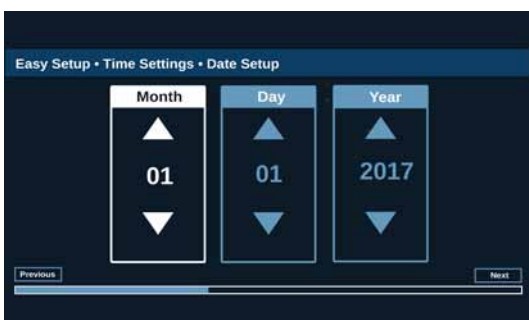 Easy Setup • Time Settings • Date Setup
Month Day Year
01 01 2017
Previous Next